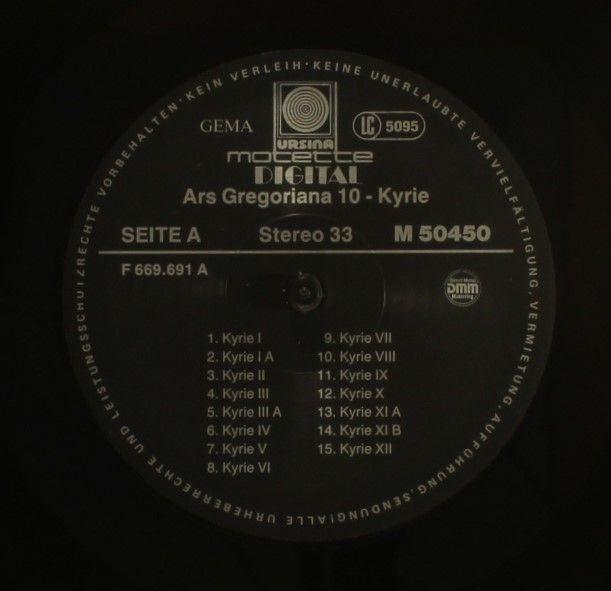 ALLE URHEBERRECHTE UND LEISTUNGSSCHUTZRECHTE VORBEHALTEN · KEIN VERLEIH · KEINE UNERLAUBTE VERVIELFÄLTIGUNG, VERMIETUNG, AUFFÜHRUNG, SENDUNG!
GEMA
LC 5095
URSINA
motette
DIGITAL
Ars Gregoriana 10 - Kyrie
SEITE A Stereo 33 M 50450
F 669.691 A
Direct Metal
DMM
Mastering
1. Kyrie I
2. Kyrie I A
3. Kyrie II
4. Kyrie III
5. Kyrie III A
6. Kyrie IV
7. Kyrie V
8. Kyrie VI
9. Kyrie VII
10. Kyrie VIII
11. Kyrie IX
12. Kyrie X
13. Kyrie XI A
14. Kyrie XI B
15. Kyrie XII